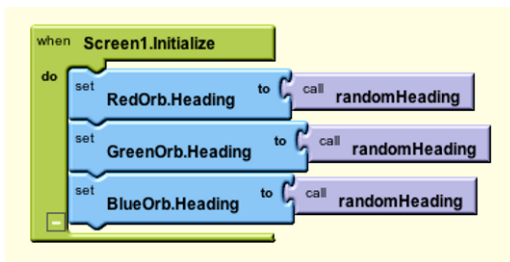 when Screen1.Initialize
do
set RedOrb.Heading to call randomHeading
set GreenOrb.Heading to call randomHeading
set BlueOrb.Heading to call randomHeading